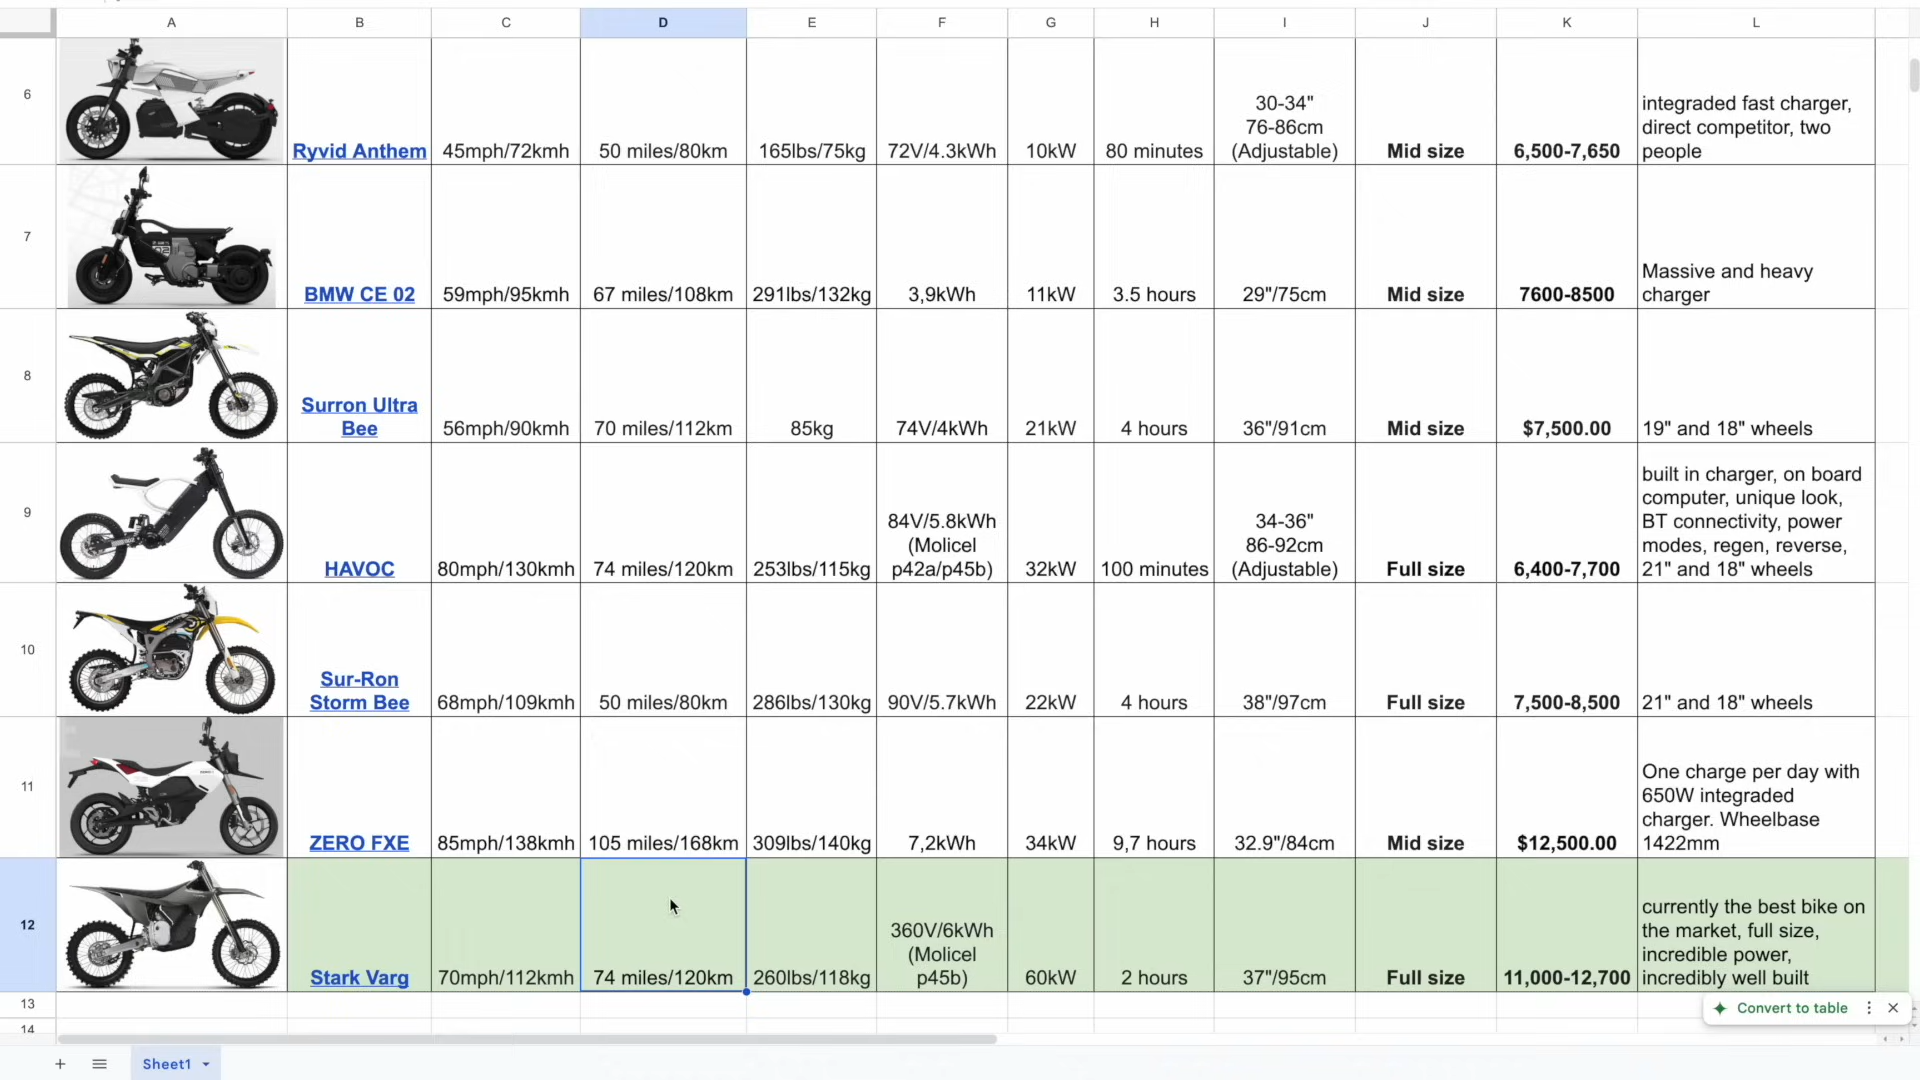 A B C D E F G H I J K L
6
Ryvid Anthem
45mph/72kmh
50 miles/80km
165lbs/75kg
72V/4.3kWh
10kW
80 minutes
30-34"
76-86cm
(Adjustable)
Mid size
6,500-7,650
integraded fast charger,
direct competitor, two
people
7
BMW CE 02
59mph/95kmh
67 miles/108km
291lbs/132kg
3,9kWh
11kW
3.5 hours
29"/75cm
Mid size
7600-8500
Massive and heavy
charger
8
Surron Ultra
Bee
56mph/90kmh
70 miles/112km
85kg
74V/4kWh
21kW
4 hours
36"/91cm
Mid size
$7,500.00
19" and 18" wheels
9
HAVOC
80mph/130kmh
74 miles/120km
253lbs/115kg
84V/5.8kWh
(Molicel
p42a/p45b)
32kW
100 minutes
34-36"
86-92cm
(Adjustable)
Full size
6,400-7,700
built in charger, on board
computer, unique look,
BT connectivity, power
modes, regen, reverse,
21" and 18" wheels
10
Sur-Ron
Storm Bee
68mph/109kmh
50 miles/80km
286lbs/130kg
90V/5.7kWh
22kW
4 hours
38"/97cm
Full size
7,500-8,500
21" and 18" wheels
11
ZERO FXE
85mph/138kmh
105 miles/168km
309lbs/140kg
7,2kWh
34kW
9,7 hours
32.9"/84cm
Mid size
$12,500.00
One charge per day with
650W integraded
charger. Wheelbase
1422mm
12
Stark Varg
70mph/112kmh
74 miles/120km
260lbs/118kg
360V/6kWh
(Molicel
p45b)
60kW
2 hours
37"/95cm
Full size
11,000-12,700
currently the best bike on
the market, full size,
incredible power,
incredibly well built
13
14
Convert to table
Sheet1